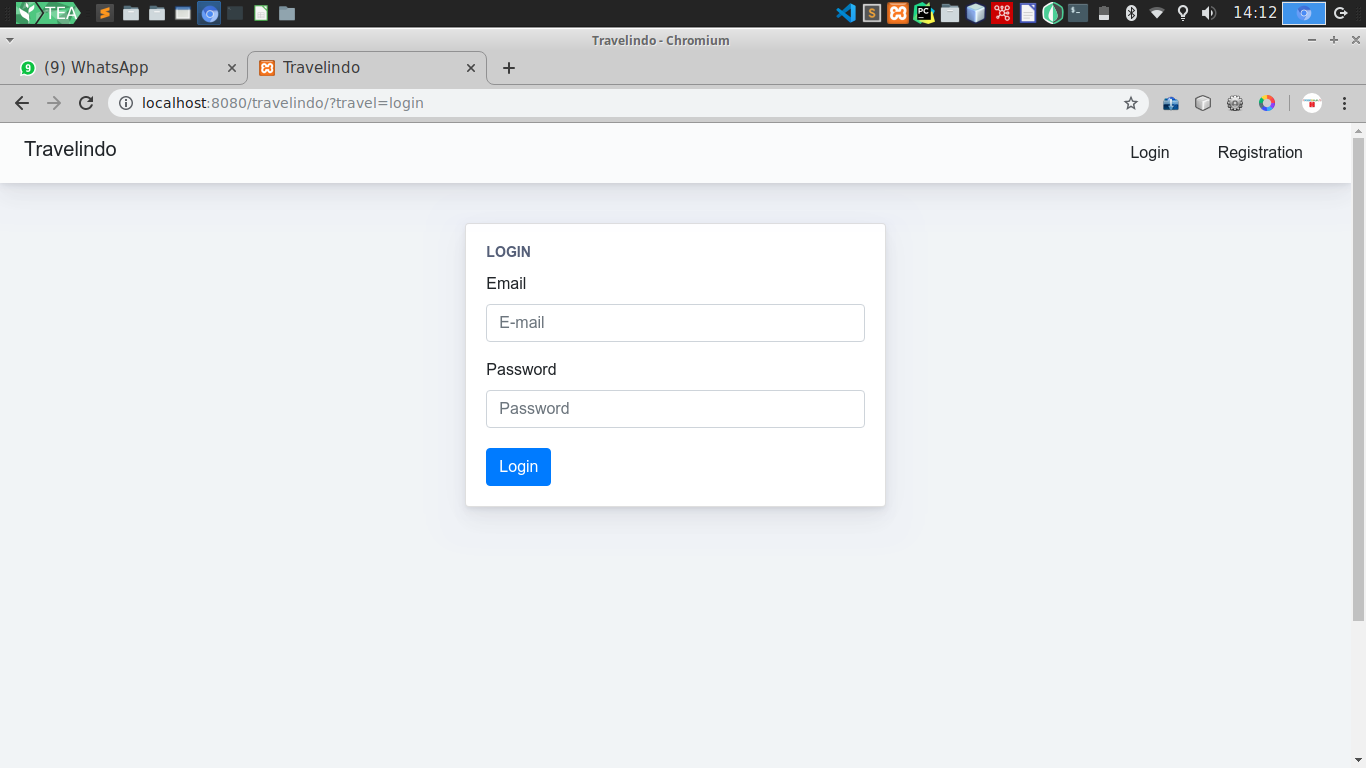 TEA
14:12
Travelindo - Chromium
(9) WhatsApp
Travelindo
localhost:8080/travelindo/?travel=login
Travelindo
Login
Registration
LOGIN
Email
E-mail
Password
Password
Login